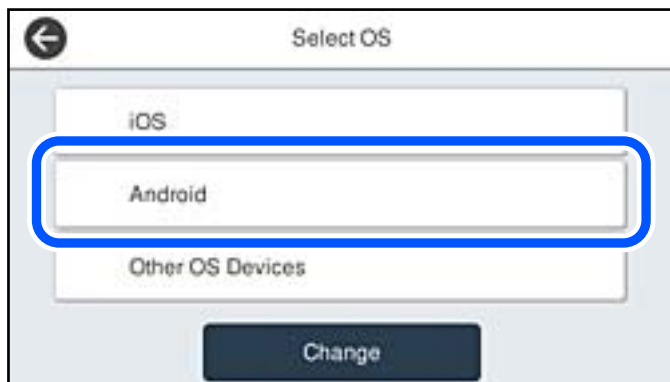 Select OS
iOS
Android
Other OS Devices
Change